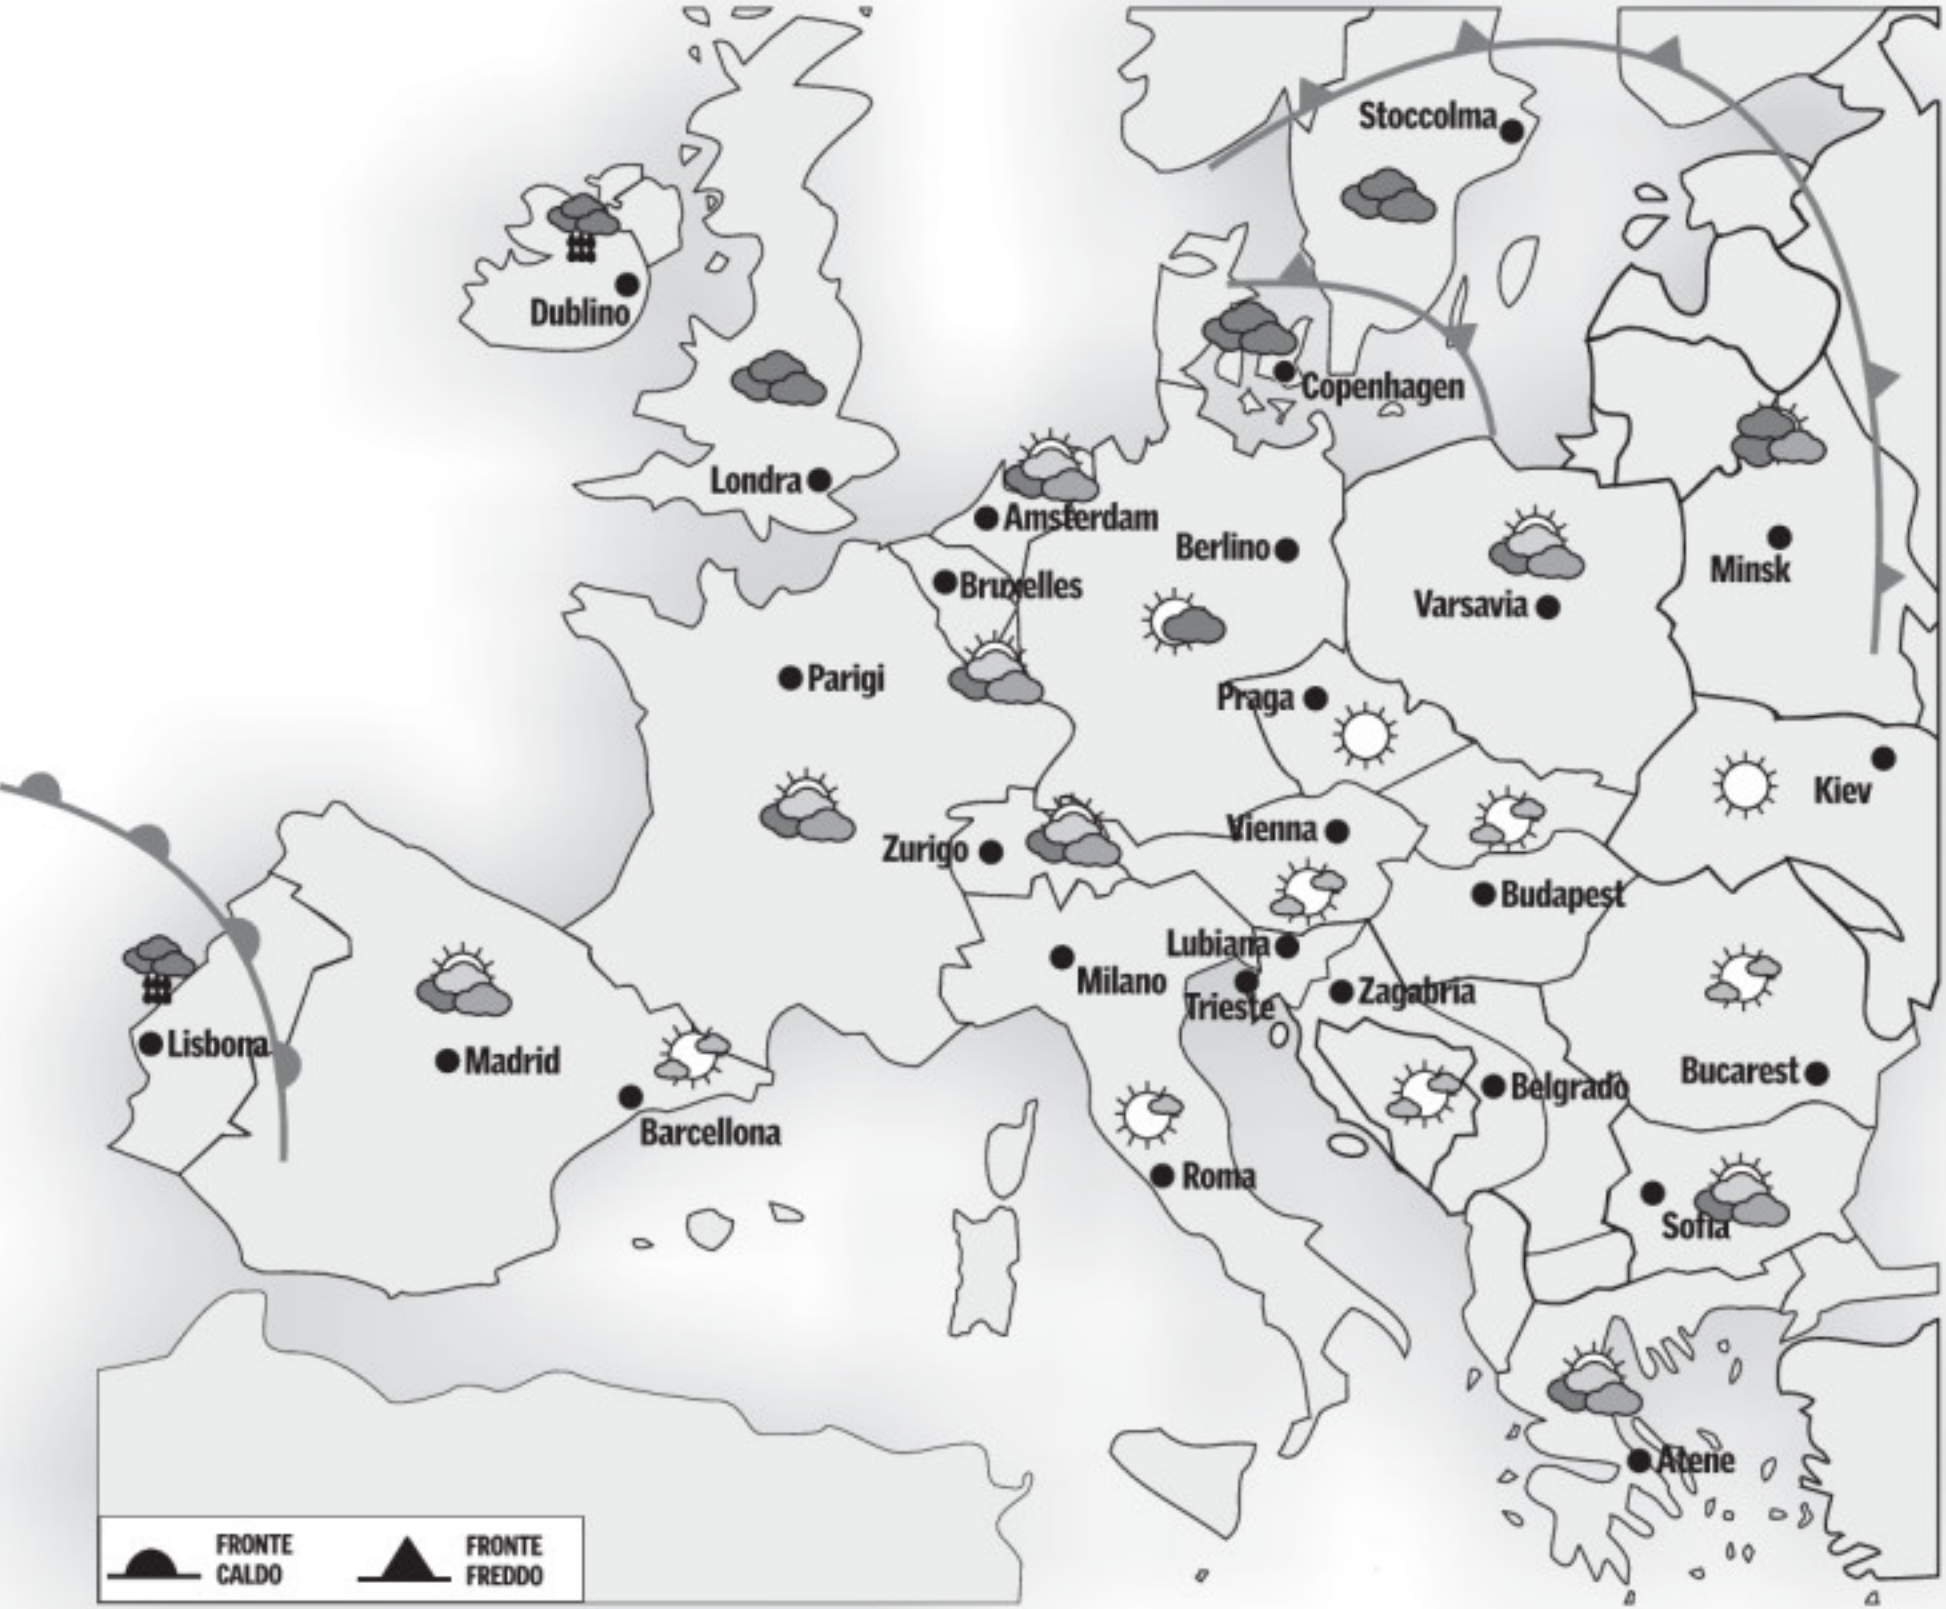 Stoccolma
Dublino
Copenhagen
Londra
Amsterdam
Berlino
Bruxelles
Minsk
Varsavia
Parigi
Praga
Kiev
Vienna
Zurigo
Budapest
Lubiana
Milano
Trieste
Zagabria
Lisbona
Madrid
Belgrado
Bucarest
Barcellona
Roma
Sofia
Atene
FRONTE
CALDO
FRONTE
FREDDO